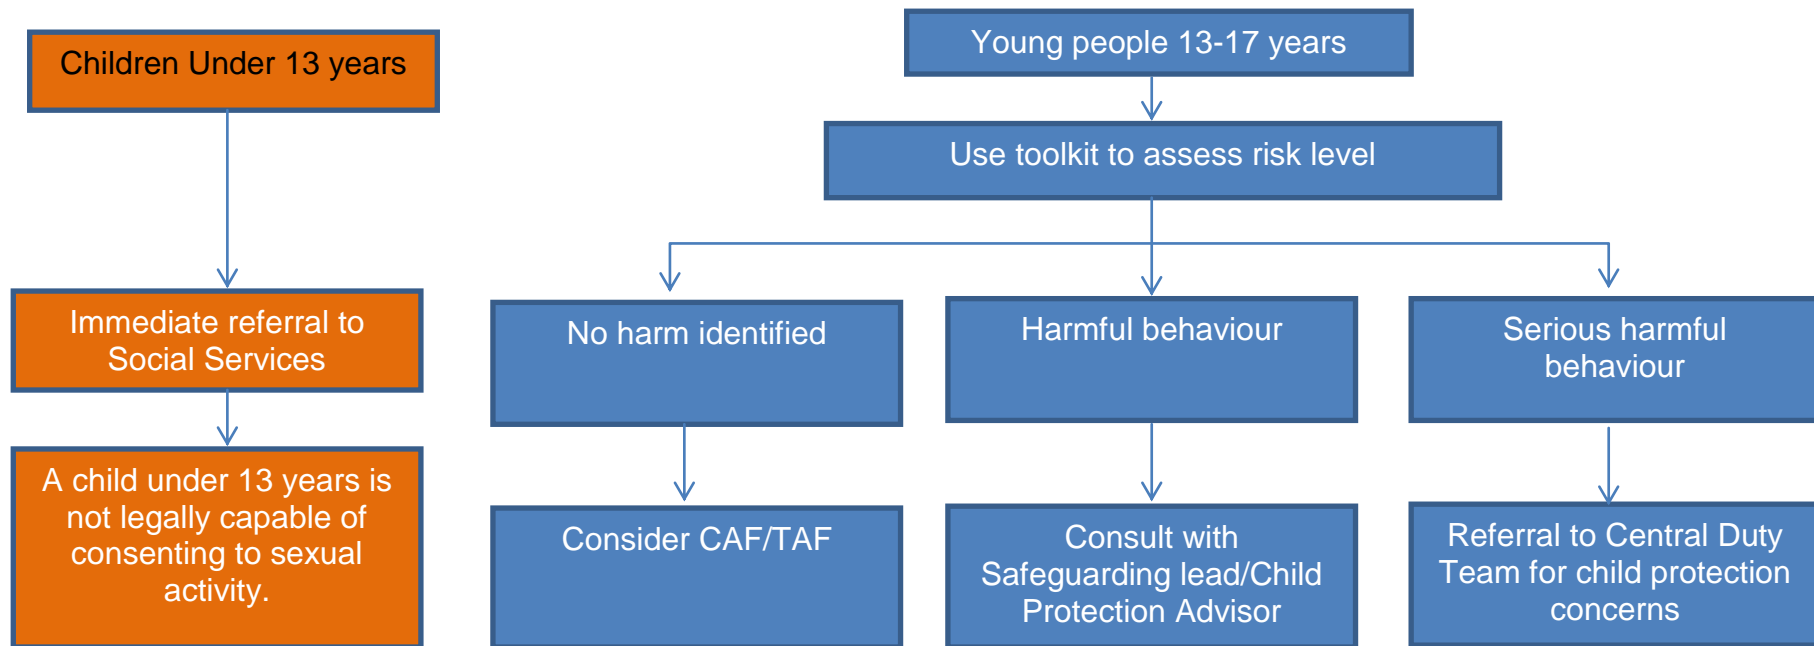 Children Under 13 years
Immediate referral to
Social Services
A child under 13 years is
not legally capable of
consenting to sexual
activity.
Young people 13-17 years
Use toolkit to assess risk level
No harm identified
Consider CAF/TAF
Harmful behaviour
Consult with
Safeguarding lead/Child
Protection Advisor
Serious harmful
behaviour
Referral to Central Duty
Team for child protection
concerns